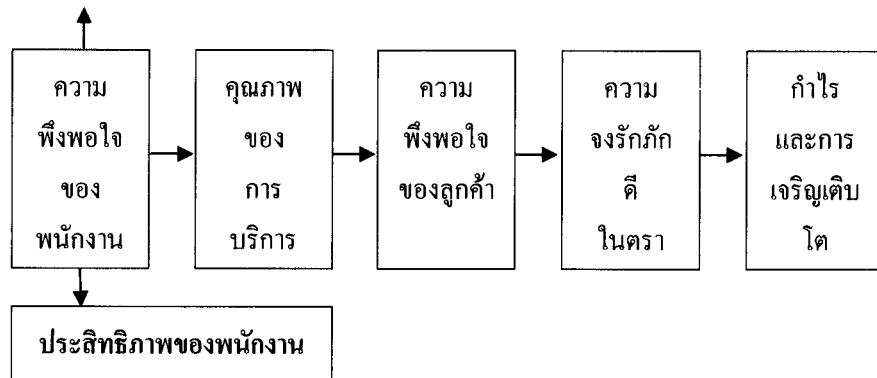 ความ
พึงพอใจ
ของ
พนักงาน
คุณภาพ
ของ
การ
บริการ
ความ
พึงพอใจ
ของลูกค้า
ความ
จงรักภัก
ดี
ในตรา
กำไร
และการ
เจริญเติบ
โต
ประสิทธิภาพของพนักงาน